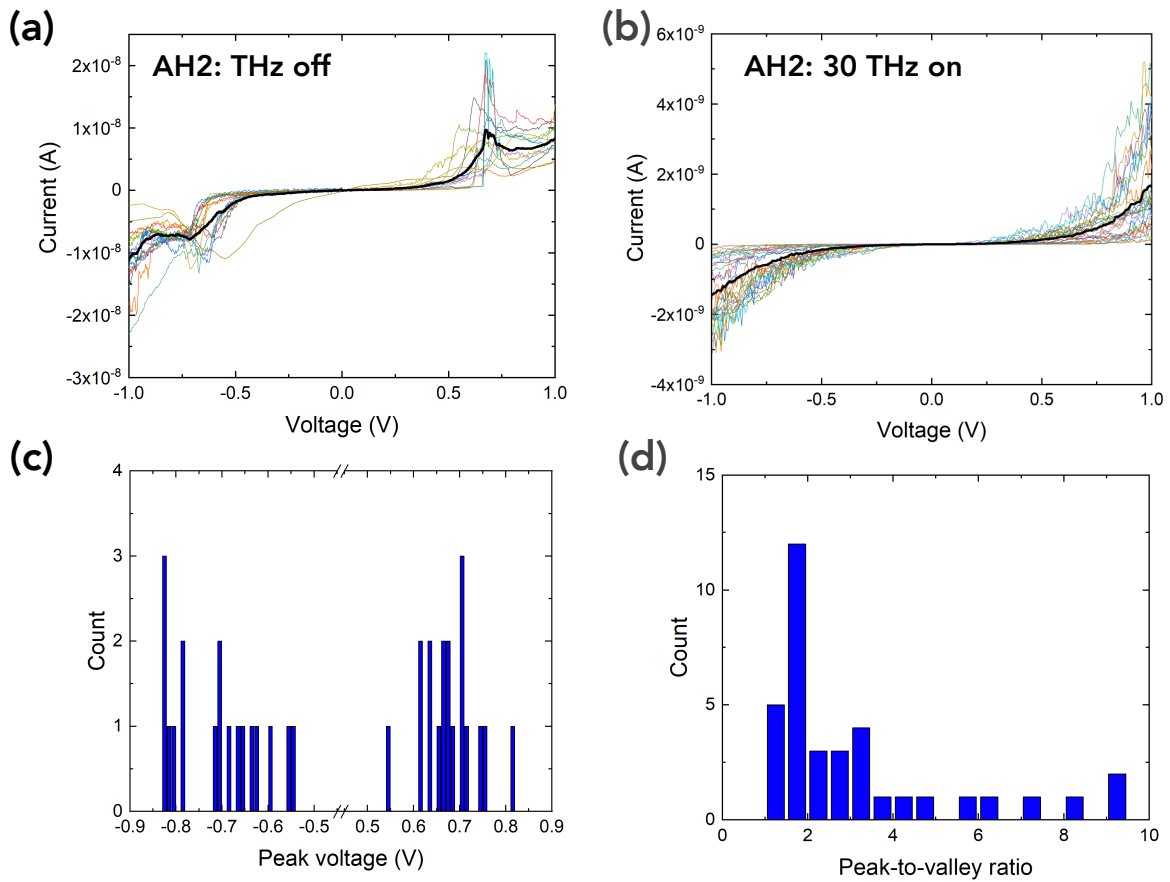 (a)
AH2: THz off
2x10-8
1x10-8
0
-1x10-8
-2x10-8
-3x10-8
Current (A)
-1.0 -0.5 0.0 0.5 1.0
Voltage (V)
(b)
AH2: 30 THz on
6x10-9
4x10-9
2x10-9
0
-2x10-9
-4x10-9
Current (A)
-1.0 -0.5 0.0 0.5 1.0
Voltage (V)
(c)
4
3
2
1
0
Count
-0.9 -0.8 -0.7 -0.6 -0.5 0.5 0.6 0.7 0.8 0.9
Peak voltage (V)
(d)
15
10
5
0
Count
0 2 4 6 8 10
Peak-to-valley ratio